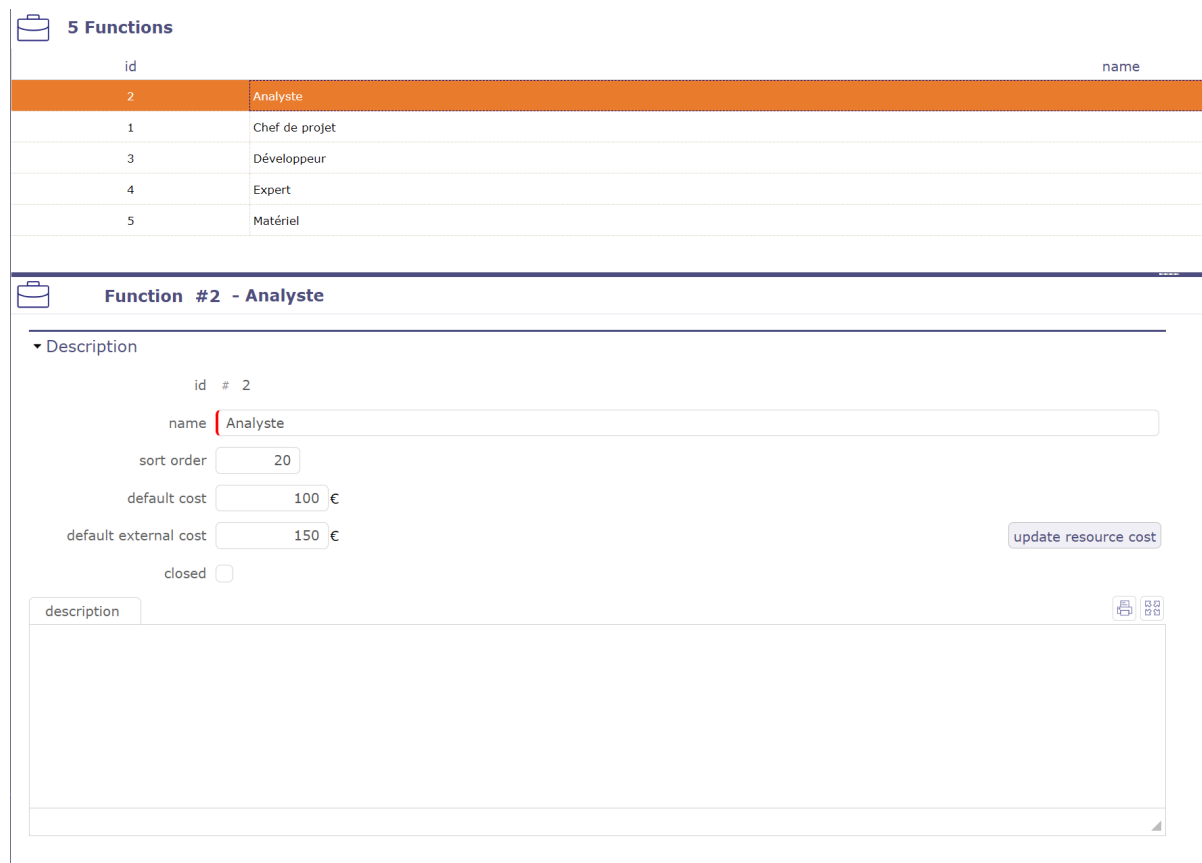 5 Functions
id name
2 Analyste
1 Chef de projet
3 Développeur
4 Expert
5 Matériel
Function #2 - Analyste
Description
id # 2
name Analyste
sort order 20
default cost 100 €
default external cost 150 € update resource cost
closed
description